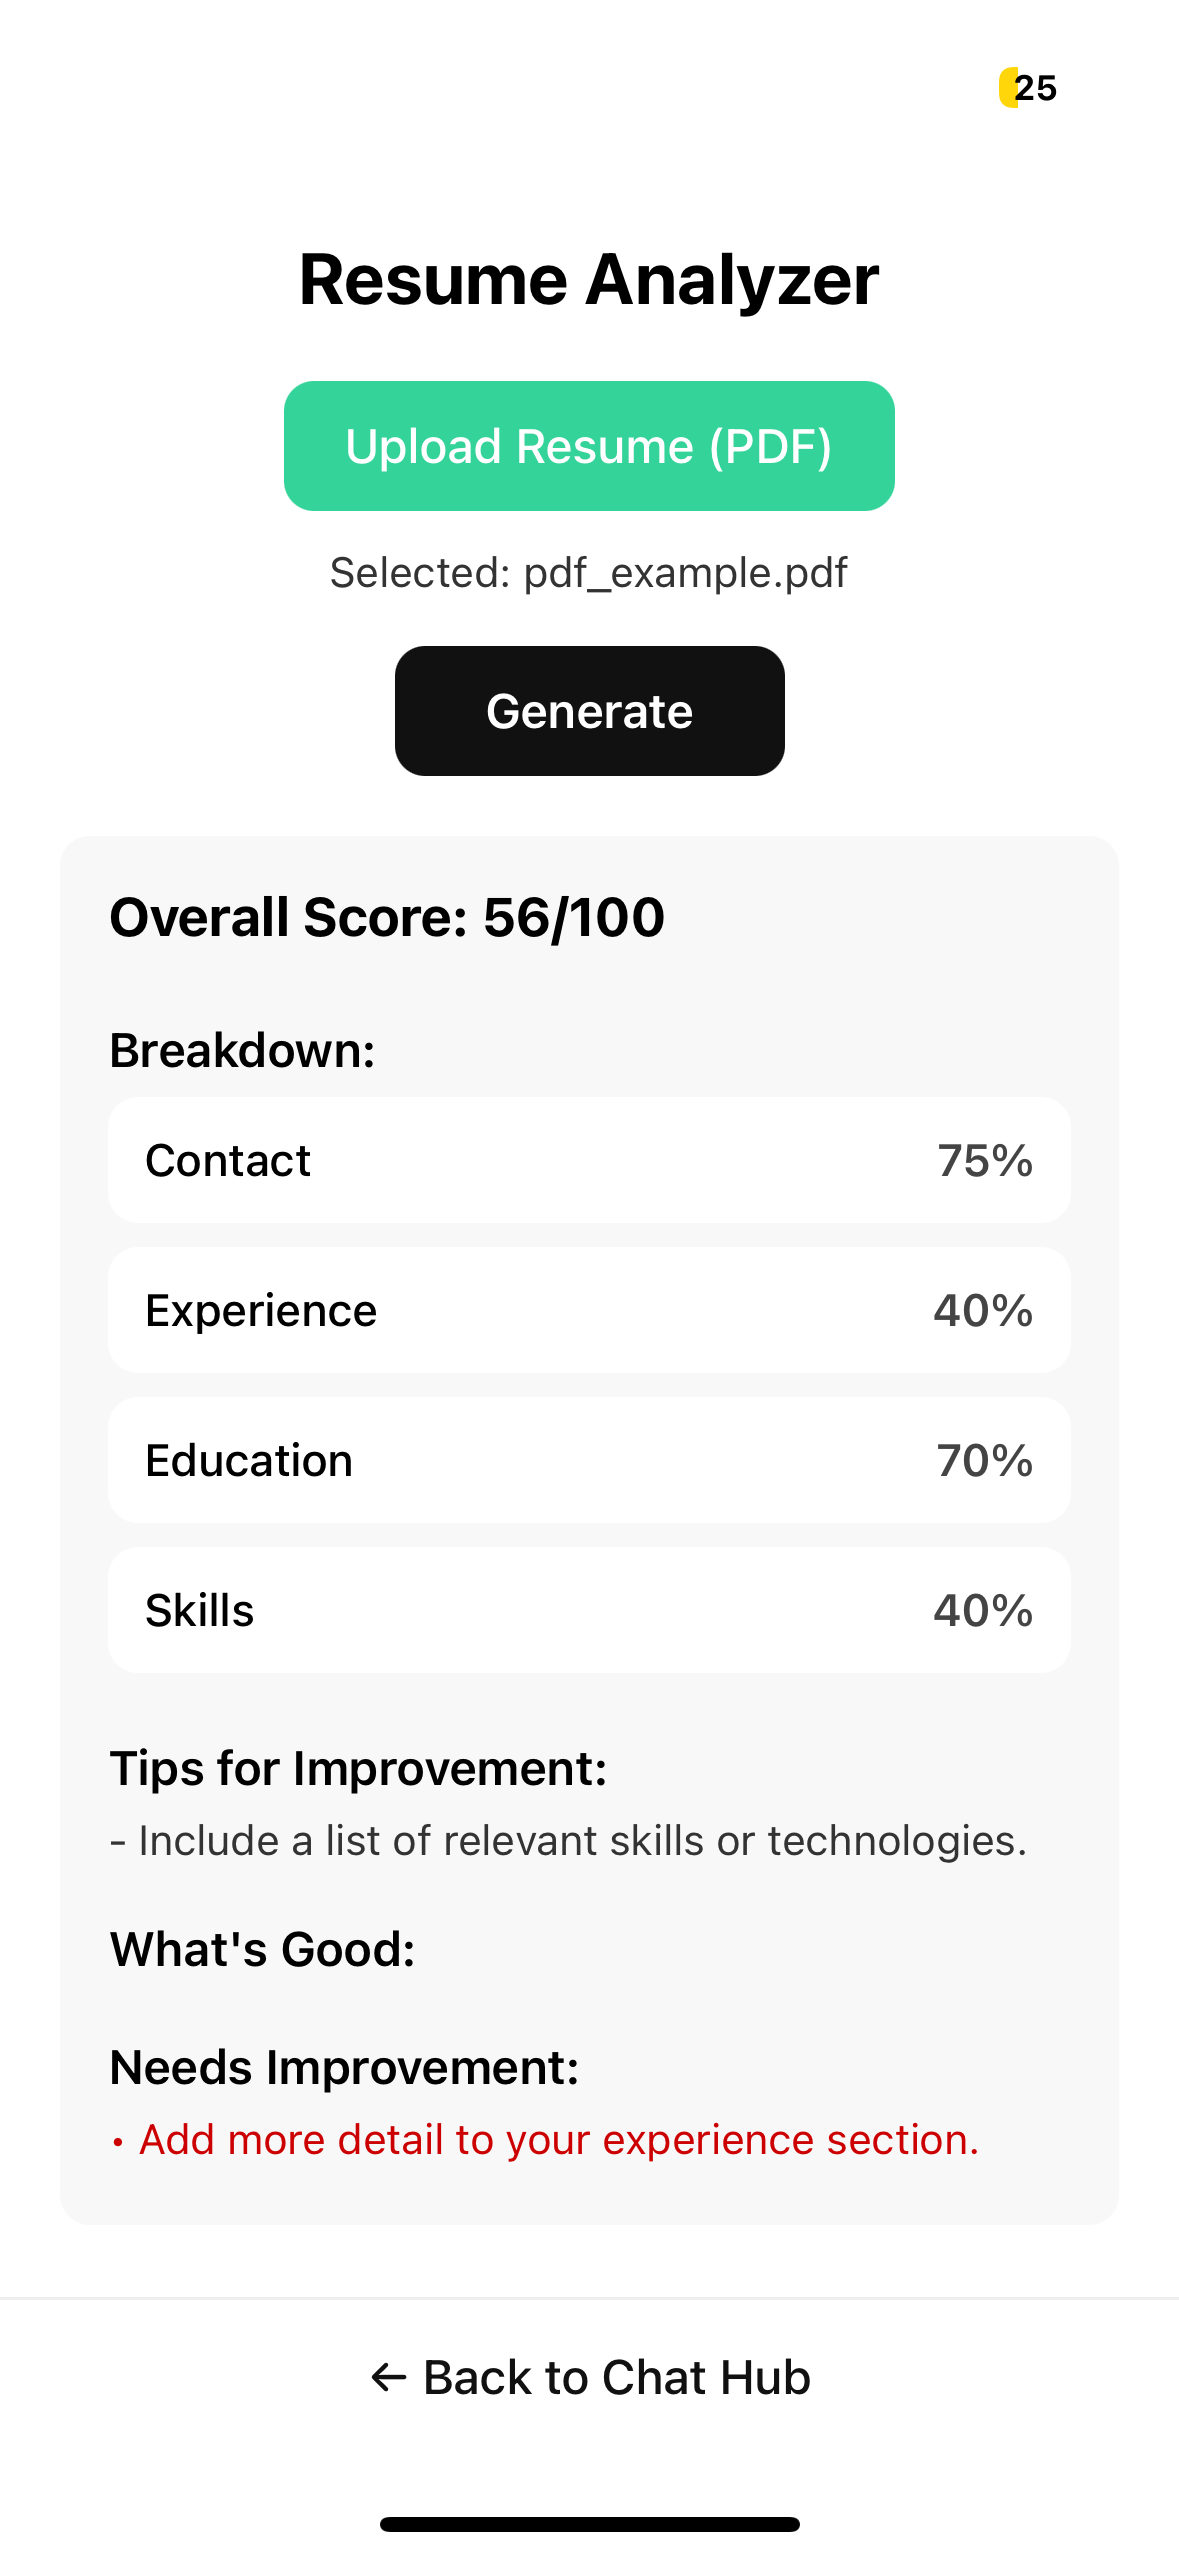 25
Resume Analyzer
Upload Resume (PDF)
Selected: pdf_example.pdf
Generate
Overall Score: 56/100
Breakdown:
Contact 75%
Experience 40%
Education 70%
Skills 40%
Tips for Improvement:
- Include a list of relevant skills or technologies.
What's Good:
Needs Improvement:
• Add more detail to your experience section.
← Back to Chat Hub